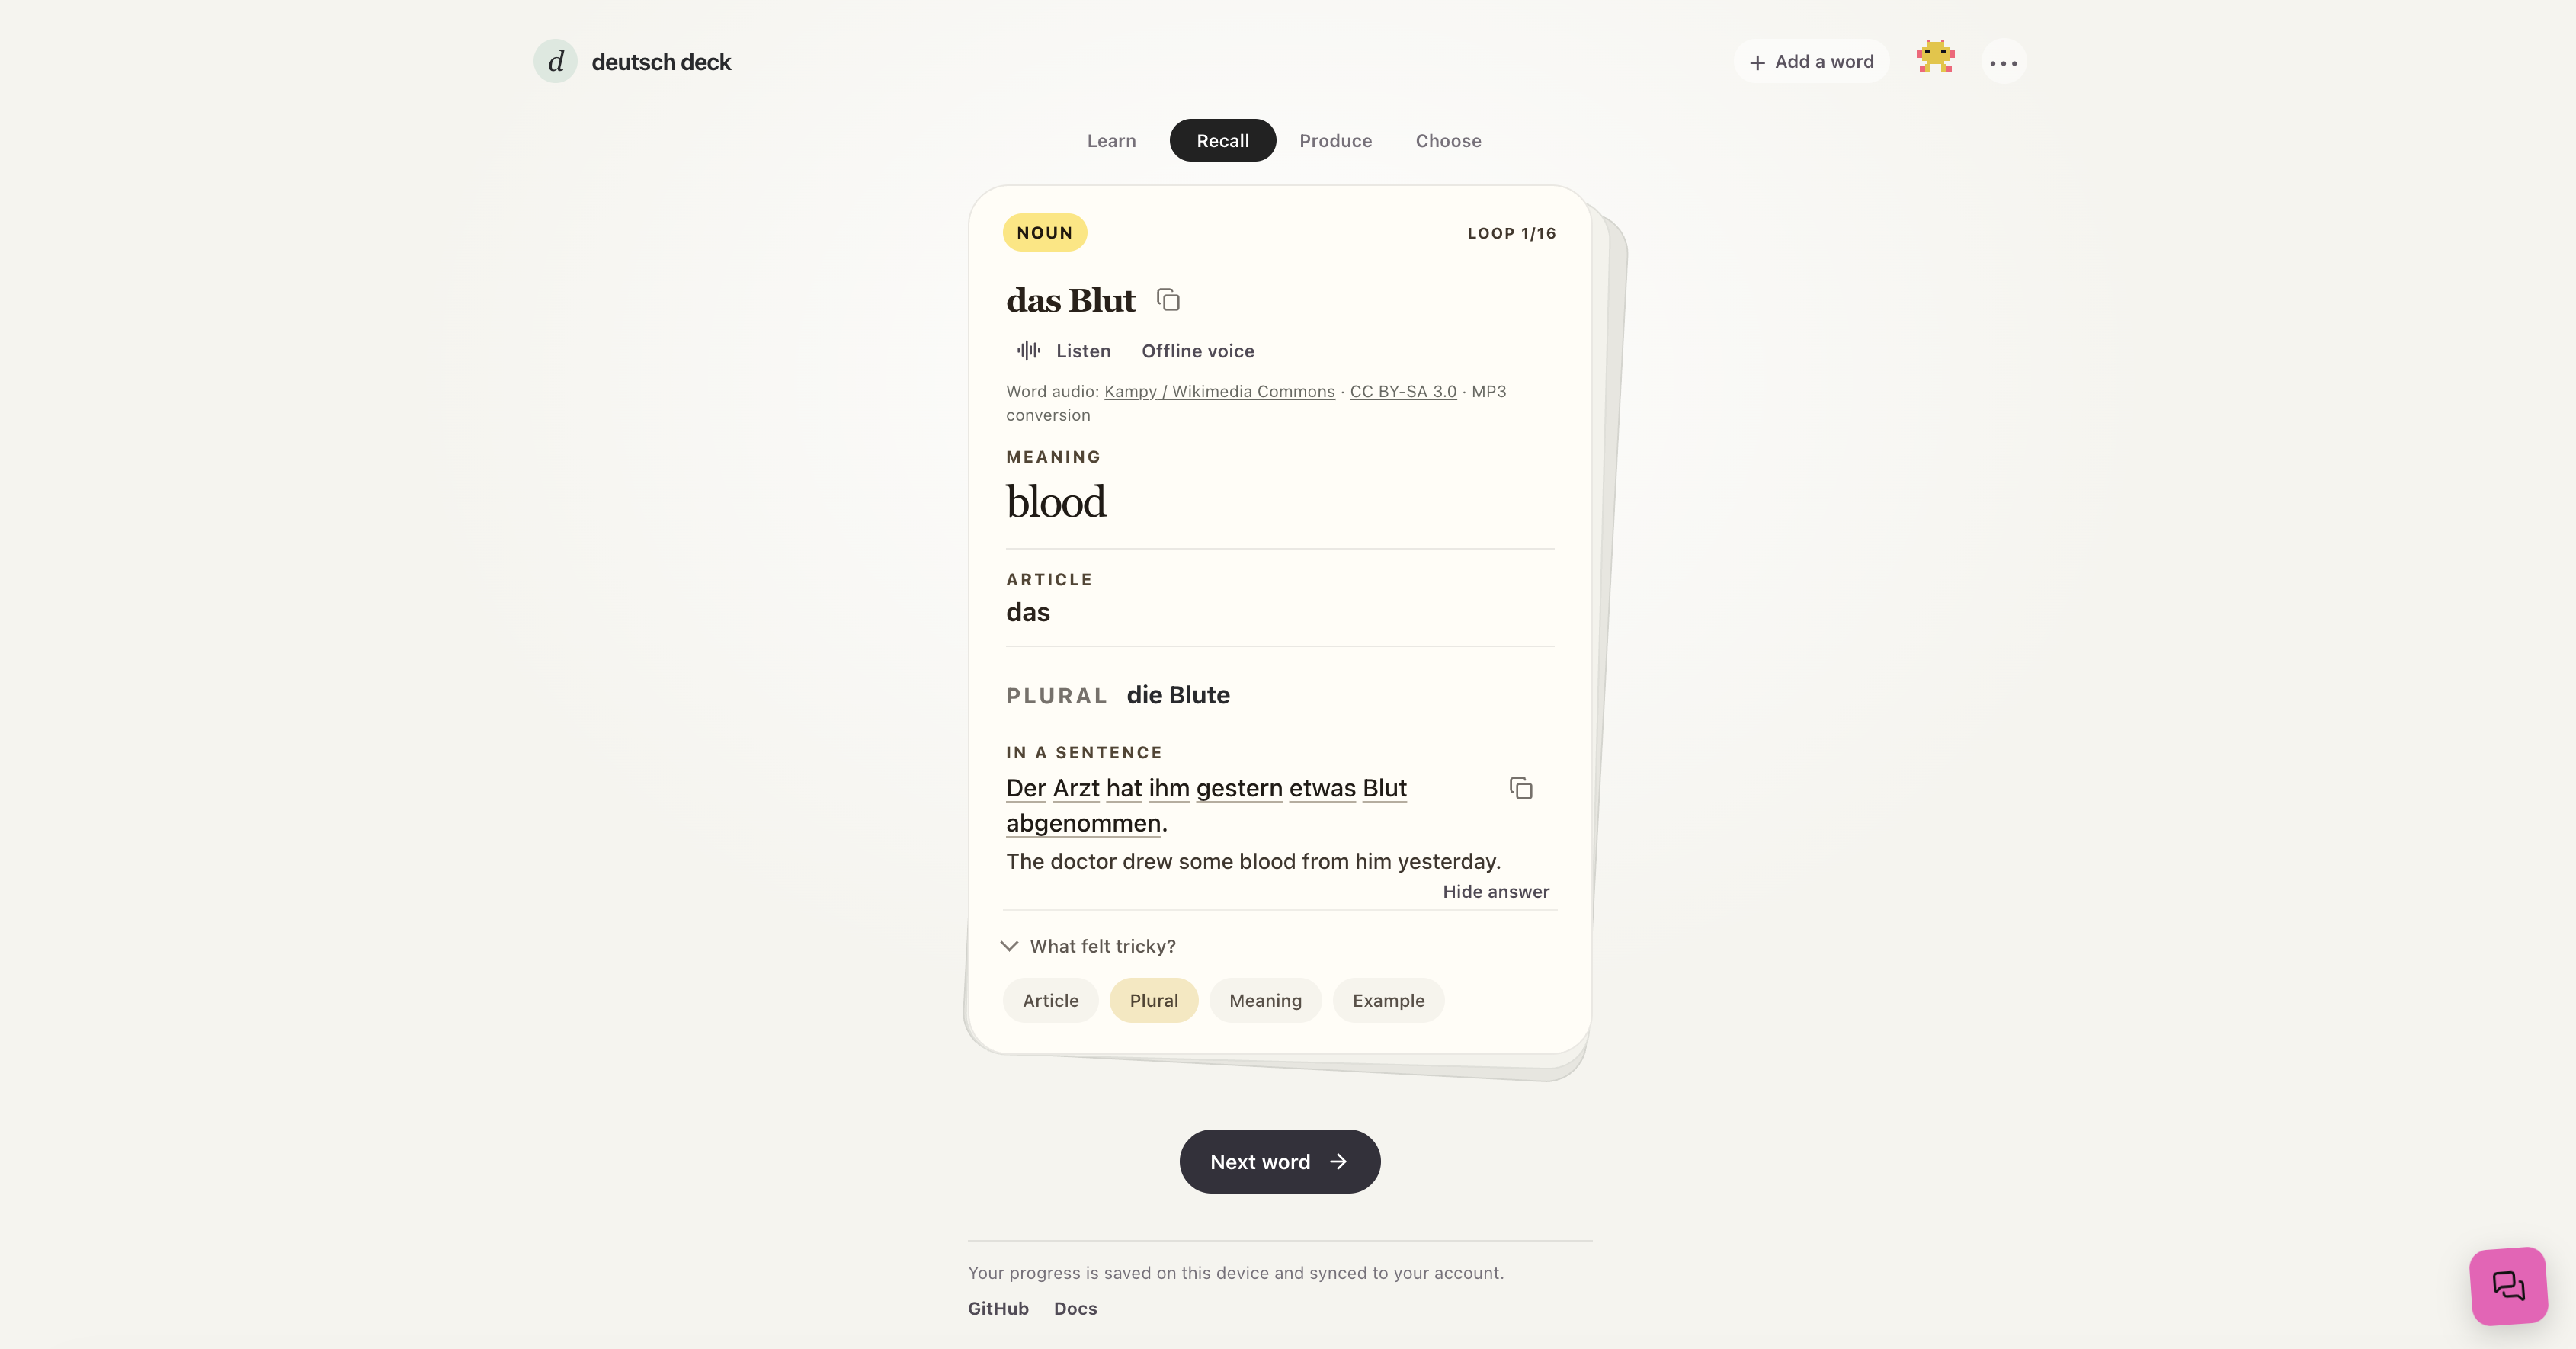 d deutsch deck
+ Add a word
Learn Recall Produce Choose
NOUN LOOP 1/16
das Blut
Listen Offline voice
Word audio: Kampy / Wikimedia Commons · CC BY-SA 3.0 · MP3
conversion
MEANING
blood
ARTICLE
das
PLURAL die Blute
IN A SENTENCE
Der Arzt hat ihm gestern etwas Blut
abgenommen.
The doctor drew some blood from him yesterday.
Hide answer
What felt tricky?
Article Plural Meaning Example
Next word →
Your progress is saved on this device and synced to your account.
GitHub Docs